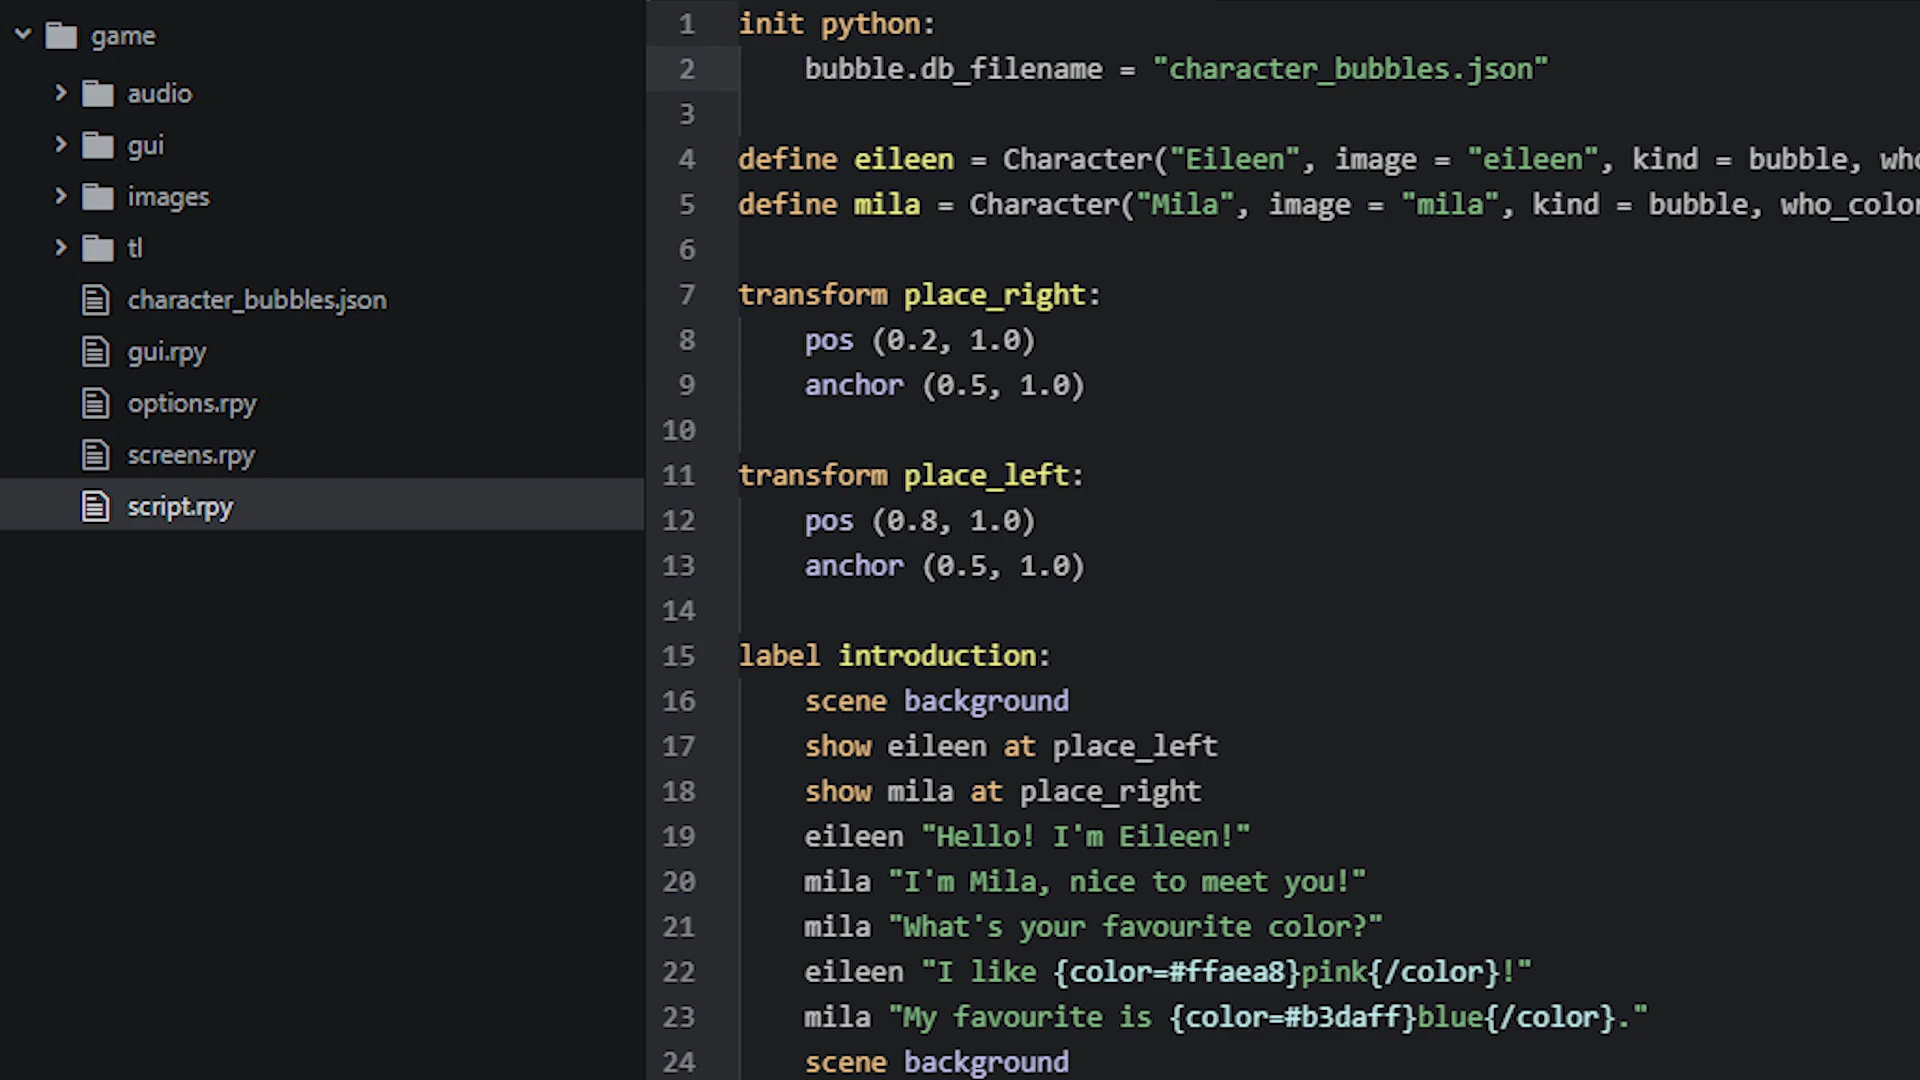 game
audio
gui
images
tl
character_bubbles.json
gui.rpy
options.rpy
screens.rpy
script.rpy
1 init python:
2     bubble.db_filename = "character_bubbles.json"
3
4 define eileen = Character("Eileen", image = "eileen", kind = bubble, who
5 define mila = Character("Mila", image = "mila", kind = bubble, who_color
6
7 transform place_right:
8     pos (0.2, 1.0)
9     anchor (0.5, 1.0)
10
11 transform place_left:
12     pos (0.8, 1.0)
13     anchor (0.5, 1.0)
14
15 label introduction:
16     scene background
17     show eileen at place_left
18     show mila at place_right
19     eileen "Hello! I'm Eileen!"
20     mila "I'm Mila, nice to meet you!"
21     mila "What's your favourite color?"
22     eileen "I like {color=#ffaea8}pink{/color}!"
23     mila "My favourite is {color=#b3daff}blue{/color}."
24     scene background